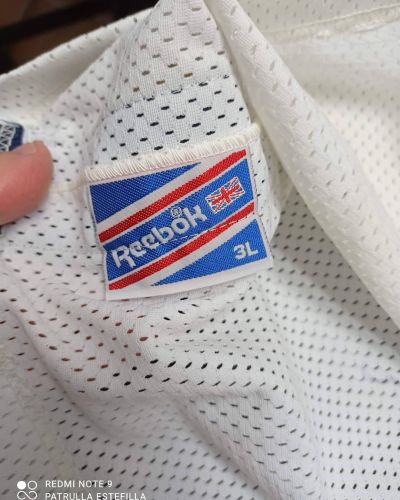 Reebok®
3L
REDMI NOTE 9
PATRULLA ESTEFILLA